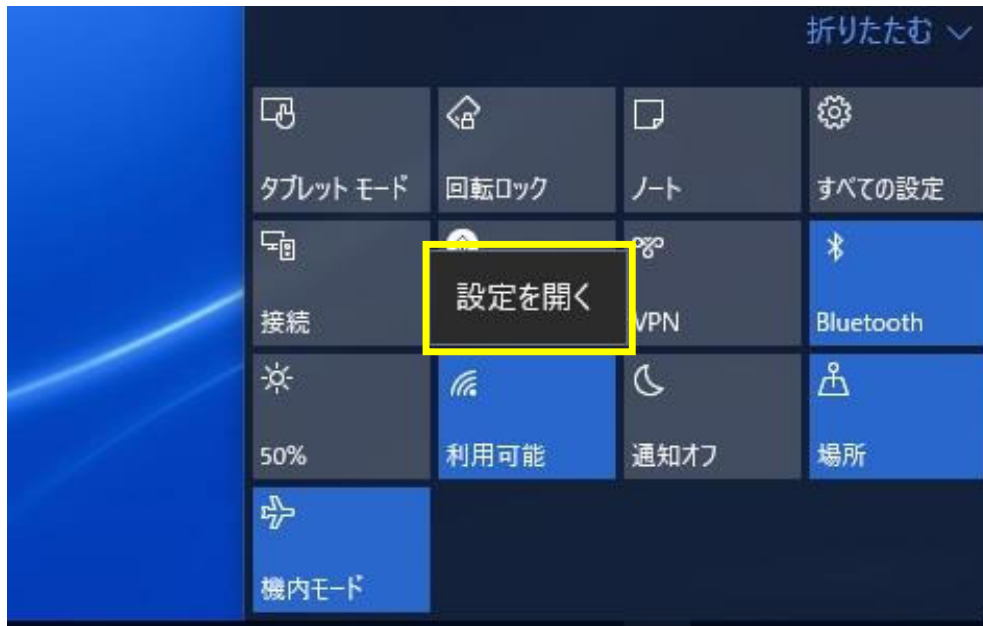 折りたたむ
タブレット モード 回転ロック ノート すべての設定
設定を開く
接続 VPN Bluetooth
50% 利用可能 通知オフ 場所
機内モード